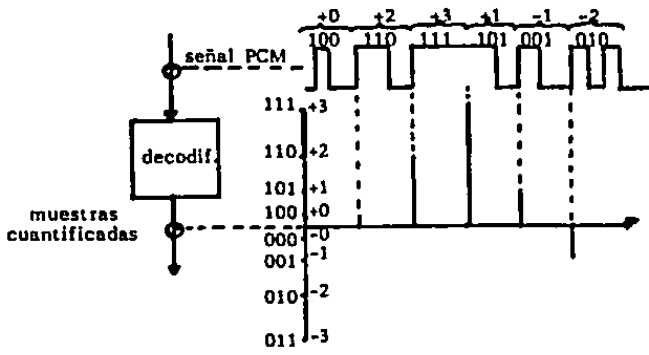 +0 +2 +3 +1 -1 -2
100 110 111 101 001 010
señal PCM
111 +3
decodif.
110 +2
101 +1
100 +0
muestras
cuantificadas
000 -0
001 -1
010 -2
011 -3